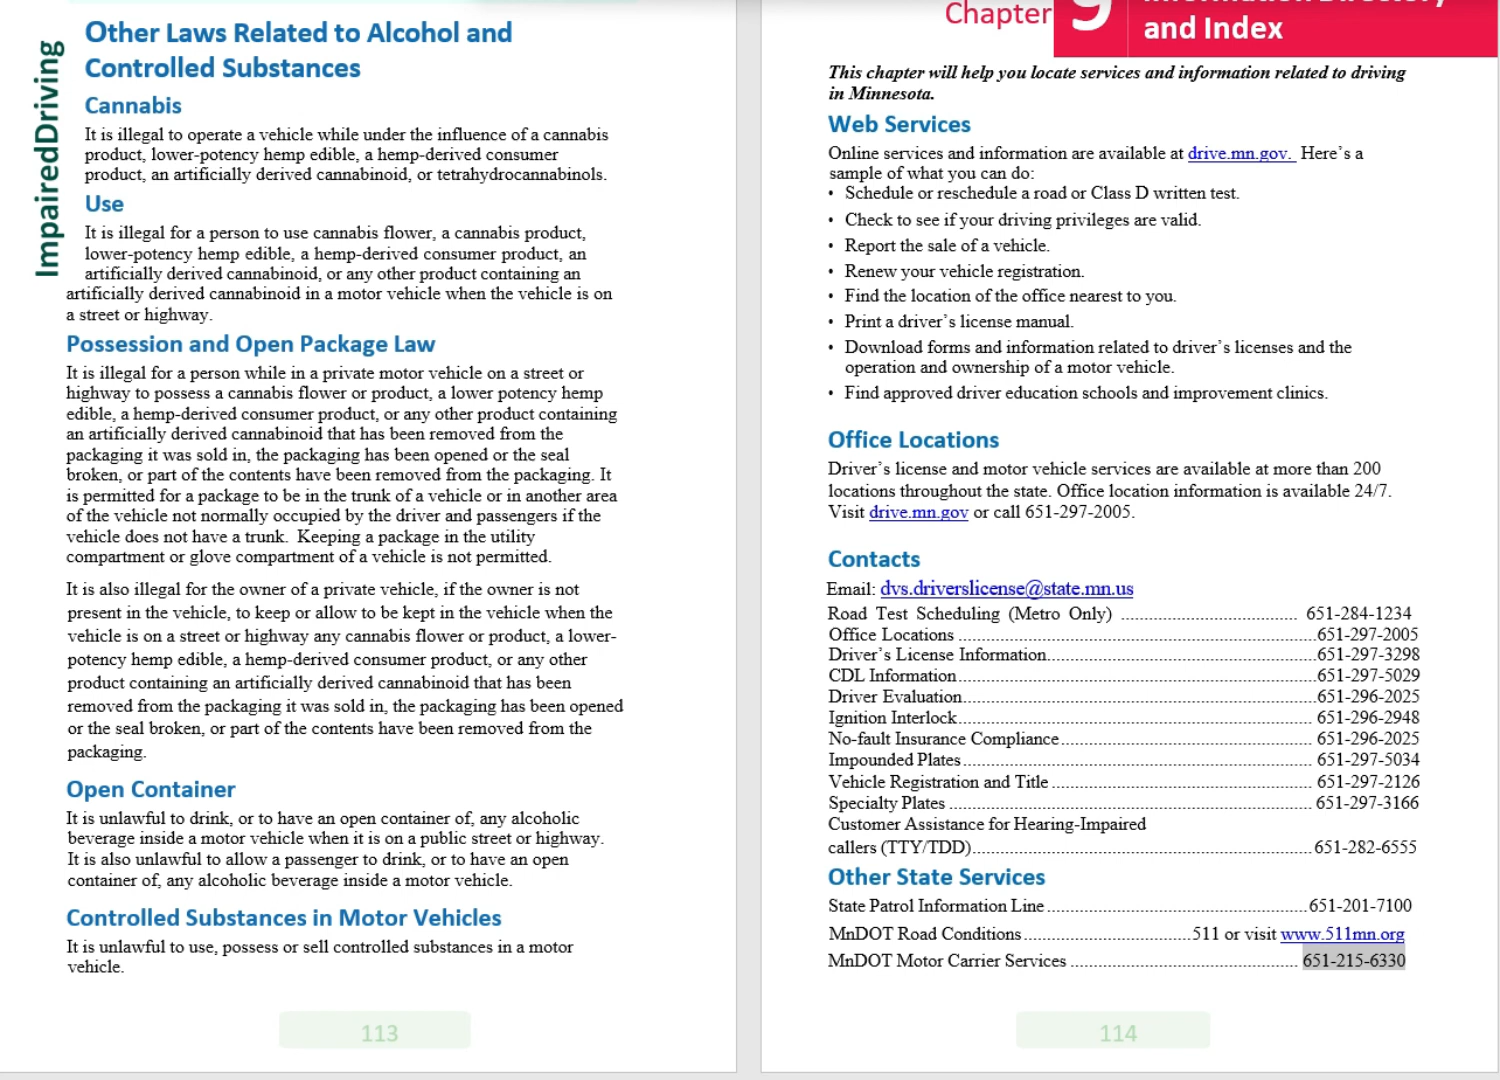 Impaired Driving
Other Laws Related to Alcohol and
Controlled Substances
Cannabis
It is illegal to operate a vehicle while under the influence of a cannabis
product, lower-potency hemp edible, a hemp-derived consumer
product, an artificially derived cannabinoid, or tetrahydrocannabinols.
Use
It is illegal for a person to use cannabis flower, a cannabis product,
lower-potency hemp edible, a hemp-derived consumer product, an
artificially derived cannabinoid, or any other product containing an
artificially derived cannabinoid in a motor vehicle when the vehicle is on
a street or highway.
Possession and Open Package Law
It is illegal for a person while in a private motor vehicle on a street or
highway to possess a cannabis flower or product, a lower potency hemp
edible, a hemp-derived consumer product, or any other product containing
an artificially derived cannabinoid that has been removed from the
packaging it was sold in, the packaging has been opened or the seal
broken, or part of the contents have been removed from the packaging. It
is permitted for a package to be in the trunk of a vehicle or in another area
of the vehicle not normally occupied by the driver and passengers if the
vehicle does not have a trunk. Keeping a package in the utility
compartment or glove compartment of a vehicle is not permitted.
It is also illegal for the owner of a private vehicle, if the owner is not
present in the vehicle, to keep or allow to be kept in the vehicle when the
vehicle is on a street or highway any cannabis flower or product, a lower-
potency hemp edible, a hemp-derived consumer product, or any other
product containing an artificially derived cannabinoid that has been
removed from the packaging it was sold in, the packaging has been opened
or the seal broken, or part of the contents have been removed from the
packaging.
Open Container
It is unlawful to drink, or to have an open container of, any alcoholic
beverage inside a motor vehicle when it is on a public street or highway.
It is also unlawful to allow a passenger to drink, or to have an open
container of, any alcoholic beverage inside a motor vehicle.
Controlled Substances in Motor Vehicles
It is unlawful to use, possess or sell controlled substances in a motor
vehicle.
113
Chapter 9
and Index
This chapter will help you locate services and information related to driving
in Minnesota.
Web Services
Online services and information are available at drive.mn.gov. Here's a
sample of what you can do:
• Schedule or reschedule a road or Class D written test.
• Check to see if your driving privileges are valid.
• Report the sale of a vehicle.
• Renew your vehicle registration.
• Find the location of the office nearest to you.
• Print a driver's license manual.
• Download forms and information related to driver's licenses and the
operation and ownership of a motor vehicle.
• Find approved driver education schools and improvement clinics.
Office Locations
Driver's license and motor vehicle services are available at more than 200
locations throughout the state. Office location information is available 24/7.
Visit drive.mn.gov or call 651-297-2005.
Contacts
Email: dvs.driverslicense@state.mn.us
Road Test Scheduling (Metro Only) ........ 651-284-1234
Office Locations ........ 651-297-2005
Driver's License Information ........ 651-297-3298
CDL Information ........ 651-297-5029
Driver Evaluation ........ 651-296-2025
Ignition Interlock ........ 651-296-2948
No-fault Insurance Compliance ........ 651-296-2025
Impounded Plates ........ 651-297-5034
Vehicle Registration and Title ........ 651-297-2126
Specialty Plates ........ 651-297-3166
Customer Assistance for Hearing-Impaired
callers (TTY/TDD) ........ 651-282-6555
Other State Services
State Patrol Information Line ........ 651-201-7100
MnDOT Road Conditions ........ 511 or visit www.511mn.org
MnDOT Motor Carrier Services ........ 651-215-6330
114